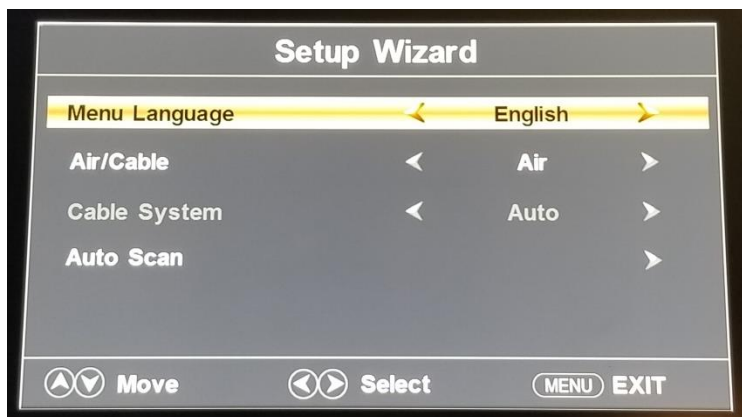 Setup Wizard
Menu Language English
Air/Cable Air
Cable System Auto
Auto Scan
Move Select MENU EXIT